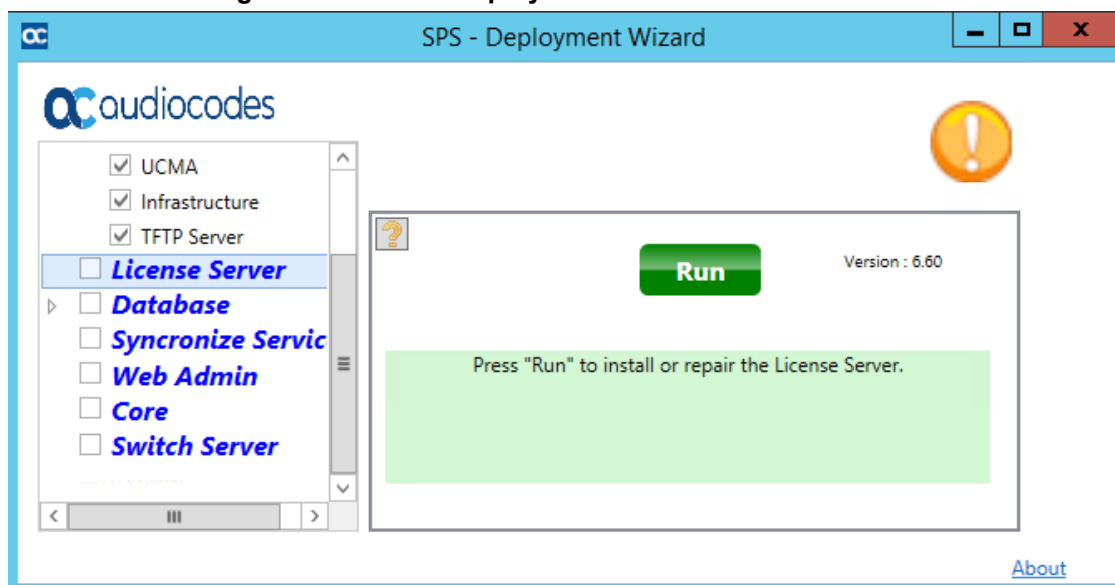 SPS - Deployment Wizard
audiocodes
UCMA
Infrastructure
TFTP Server
License Server
Database
Syncronize Servic
Web Admin
Core
Switch Server
Run
Version : 6.60
Press "Run" to install or repair the License Server.
About